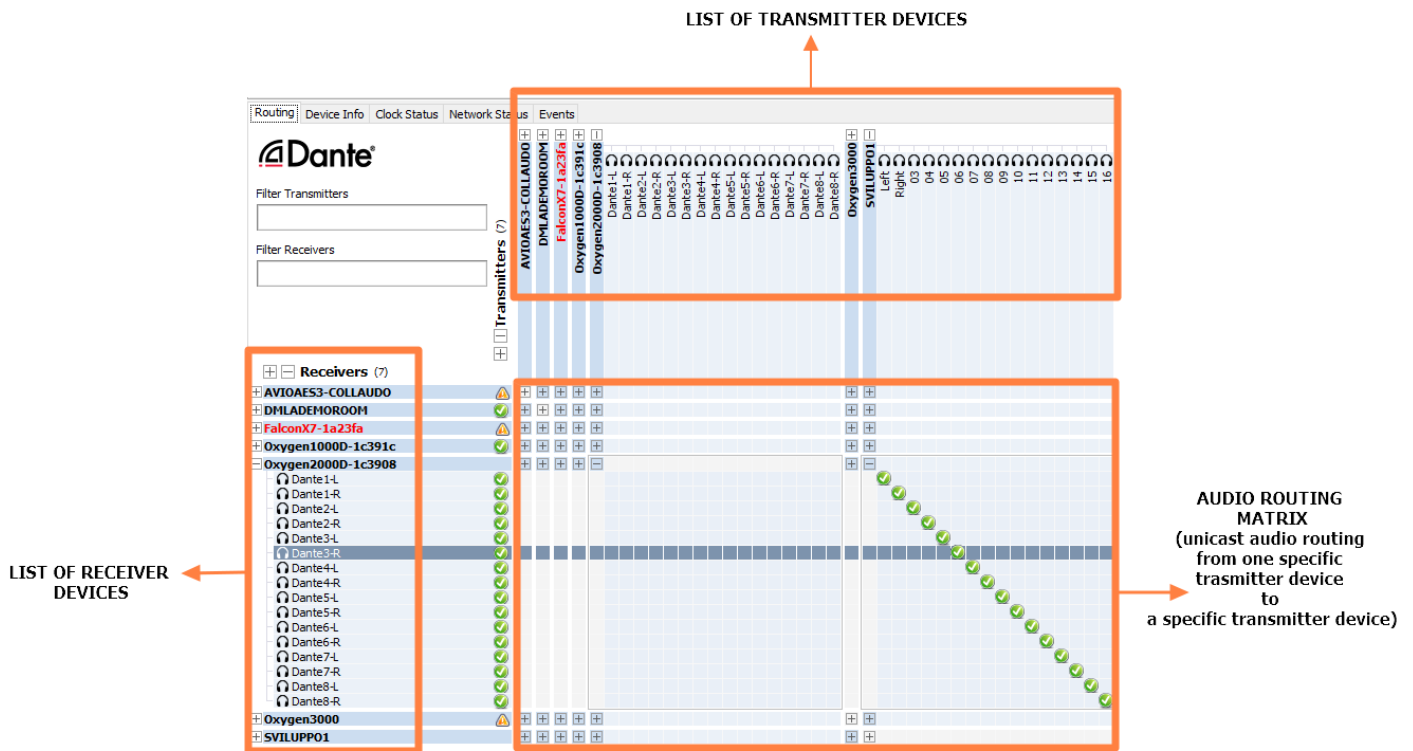 LIST OF TRANSMITTER DEVICES
Routing Device Info Clock Status Network Status Events
Dante®
Filter Transmitters
Filter Receivers
Transmitters (7)
AVIOAES3-COLLAUDO
DMLADEMOROOM
FalconX7-1a23fa
Oxygen1000D-1c391c
Oxygen2000D-1c3908
Dante1-L
Dante1-R
Dante2-L
Dante2-R
Dante3-L
Dante3-R
Dante4-L
Dante4-R
Dante5-L
Dante5-R
Dante6-L
Dante6-R
Dante7-L
Dante7-R
Dante8-L
Dante8-R
Oxygen3000
SVILUPPO1
Left
Right
03
04
05
06
07
08
09
10
11
12
13
14
15
16
Receivers (7)
AVIOAES3-COLLAUDO
DMLADEMOROOM
FalconX7-1a23fa
Oxygen1000D-1c391c
Oxygen2000D-1c3908
Dante1-L
Dante1-R
Dante2-L
Dante2-R
Dante3-L
Dante3-R
Dante4-L
Dante4-R
Dante5-L
Dante5-R
Dante6-L
Dante6-R
Dante7-L
Dante7-R
Dante8-L
Dante8-R
Oxygen3000
SVILUPPO1
LIST OF RECEIVER
DEVICES
AUDIO ROUTING
MATRIX
(unicast audio routing
from one specific
trasmitter device
to
a specific transmitter device)